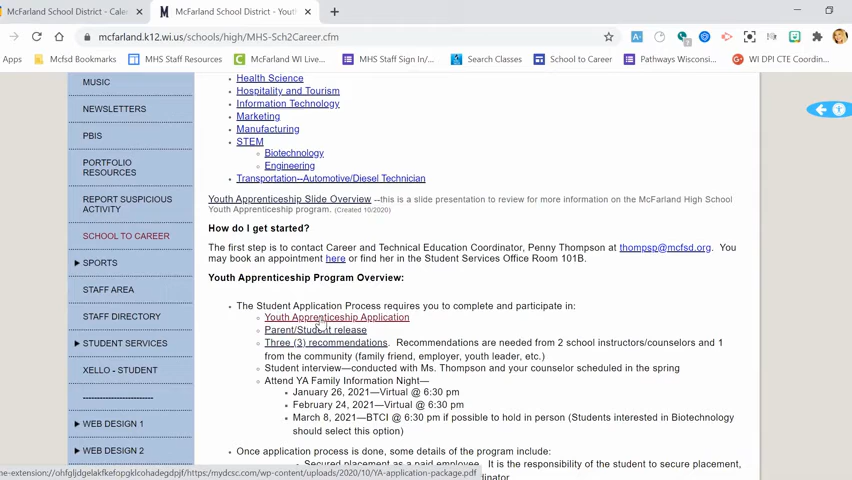 McFarland School District - Cale
McFarland School District - Yout
mcfarland.k12.wi.us/schools/high/MHS-Sch2Career.cfm
Apps
Mcfsd Bookmarks
MHS Staff Resources
McFarland WI Live...
MHS Staff Sign In/...
Search Classes
School to Career
Pathways Wisconsi...
WI DPI CTE Coordin...
MUSIC
NEWSLETTERS
PBIS
PORTFOLIO
RESOURCES
REPORT SUSPICIOUS
ACTIVITY
SCHOOL TO CAREER
SPORTS
STAFF AREA
STAFF DIRECTORY
STUDENT SERVICES
XELLO - STUDENT
-------------------------
WEB DESIGN 1
WEB DESIGN 2
Health Science
Hospitality and Tourism
Information Technology
Marketing
Manufacturing
STEM
Biotechnology
Engineering
Transportation--Automotive/Diesel Technician
Youth Apprenticeship Slide Overview --this is a slide presentation to review for more information on the McFarland High School
Youth Apprenticeship program. (Created 10/2020)
How do I get started?
The first step is to contact Career and Technical Education Coordinator, Penny Thompson at thompsp@mcfsd.org. You
may book an appointment here or find her in the Student Services Office Room 101B.
Youth Apprenticeship Program Overview:
The Student Application Process requires you to complete and participate in:
Youth Apprenticeship Application
Parent/Student release
Three (3) recommendations. Recommendations are needed from 2 school instructors/counselors and 1
from the community (family friend, employer, youth leader, etc.)
Student interview—conducted with Ms. Thompson and your counselor scheduled in the spring
Attend YA Family Information Night—
January 26, 2021—Virtual @ 6:30 pm
February 24, 2021—Virtual @ 6:30 pm
March 8, 2021—BTCI @ 6:30 pm if possible to hold in person (Students interested in Biotechnology
should select this option)
Once application process is done, some details of the program include:
Secured placement as a paid employee. It is the responsibility of the student to secure placement,
me-extension://ohfgljdgelakfkefopgklcohadegdpjf/https:/mydcsc.com/wp-content/uploads/2020/10/YA-application-package.pdf